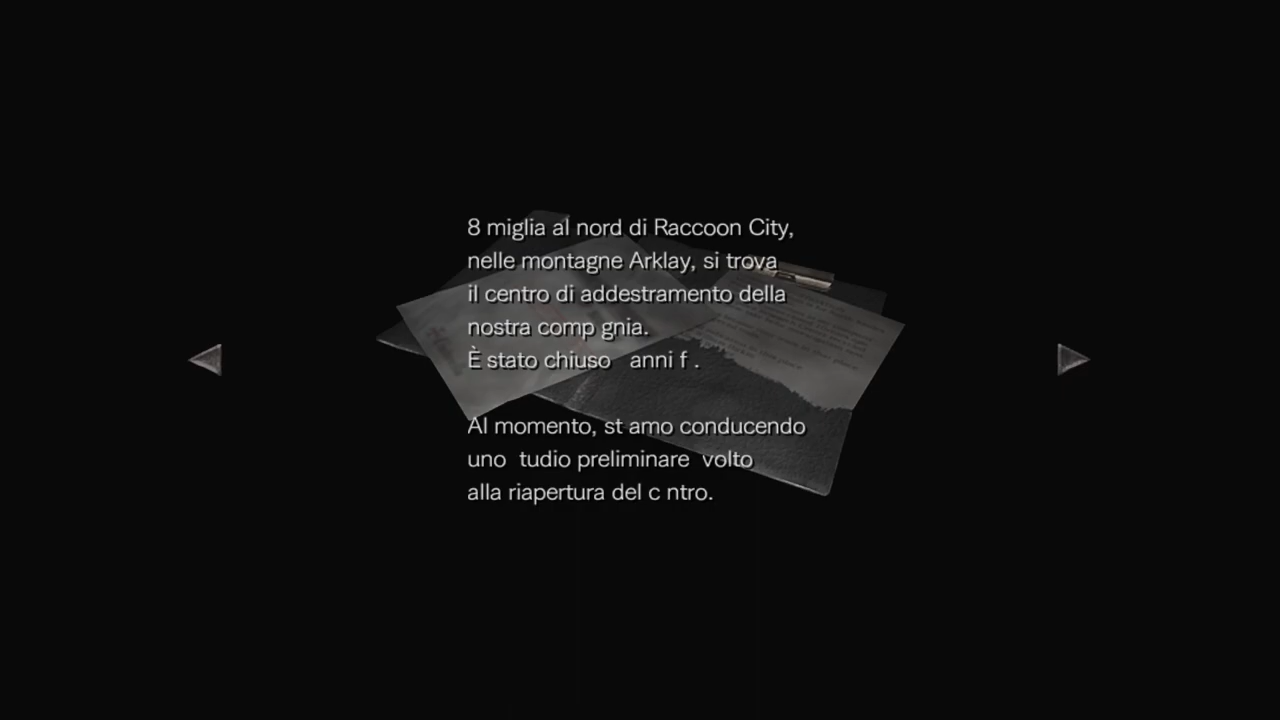 8 miglia al nord di Raccoon City,
nelle montagne Arklay, si trova
il centro di addestramento della
nostra comp gnia.
È stato chiuso   anni f .
Al momento, st amo conducendo
uno  tudio preliminare  volto
alla riapertura del c ntro.